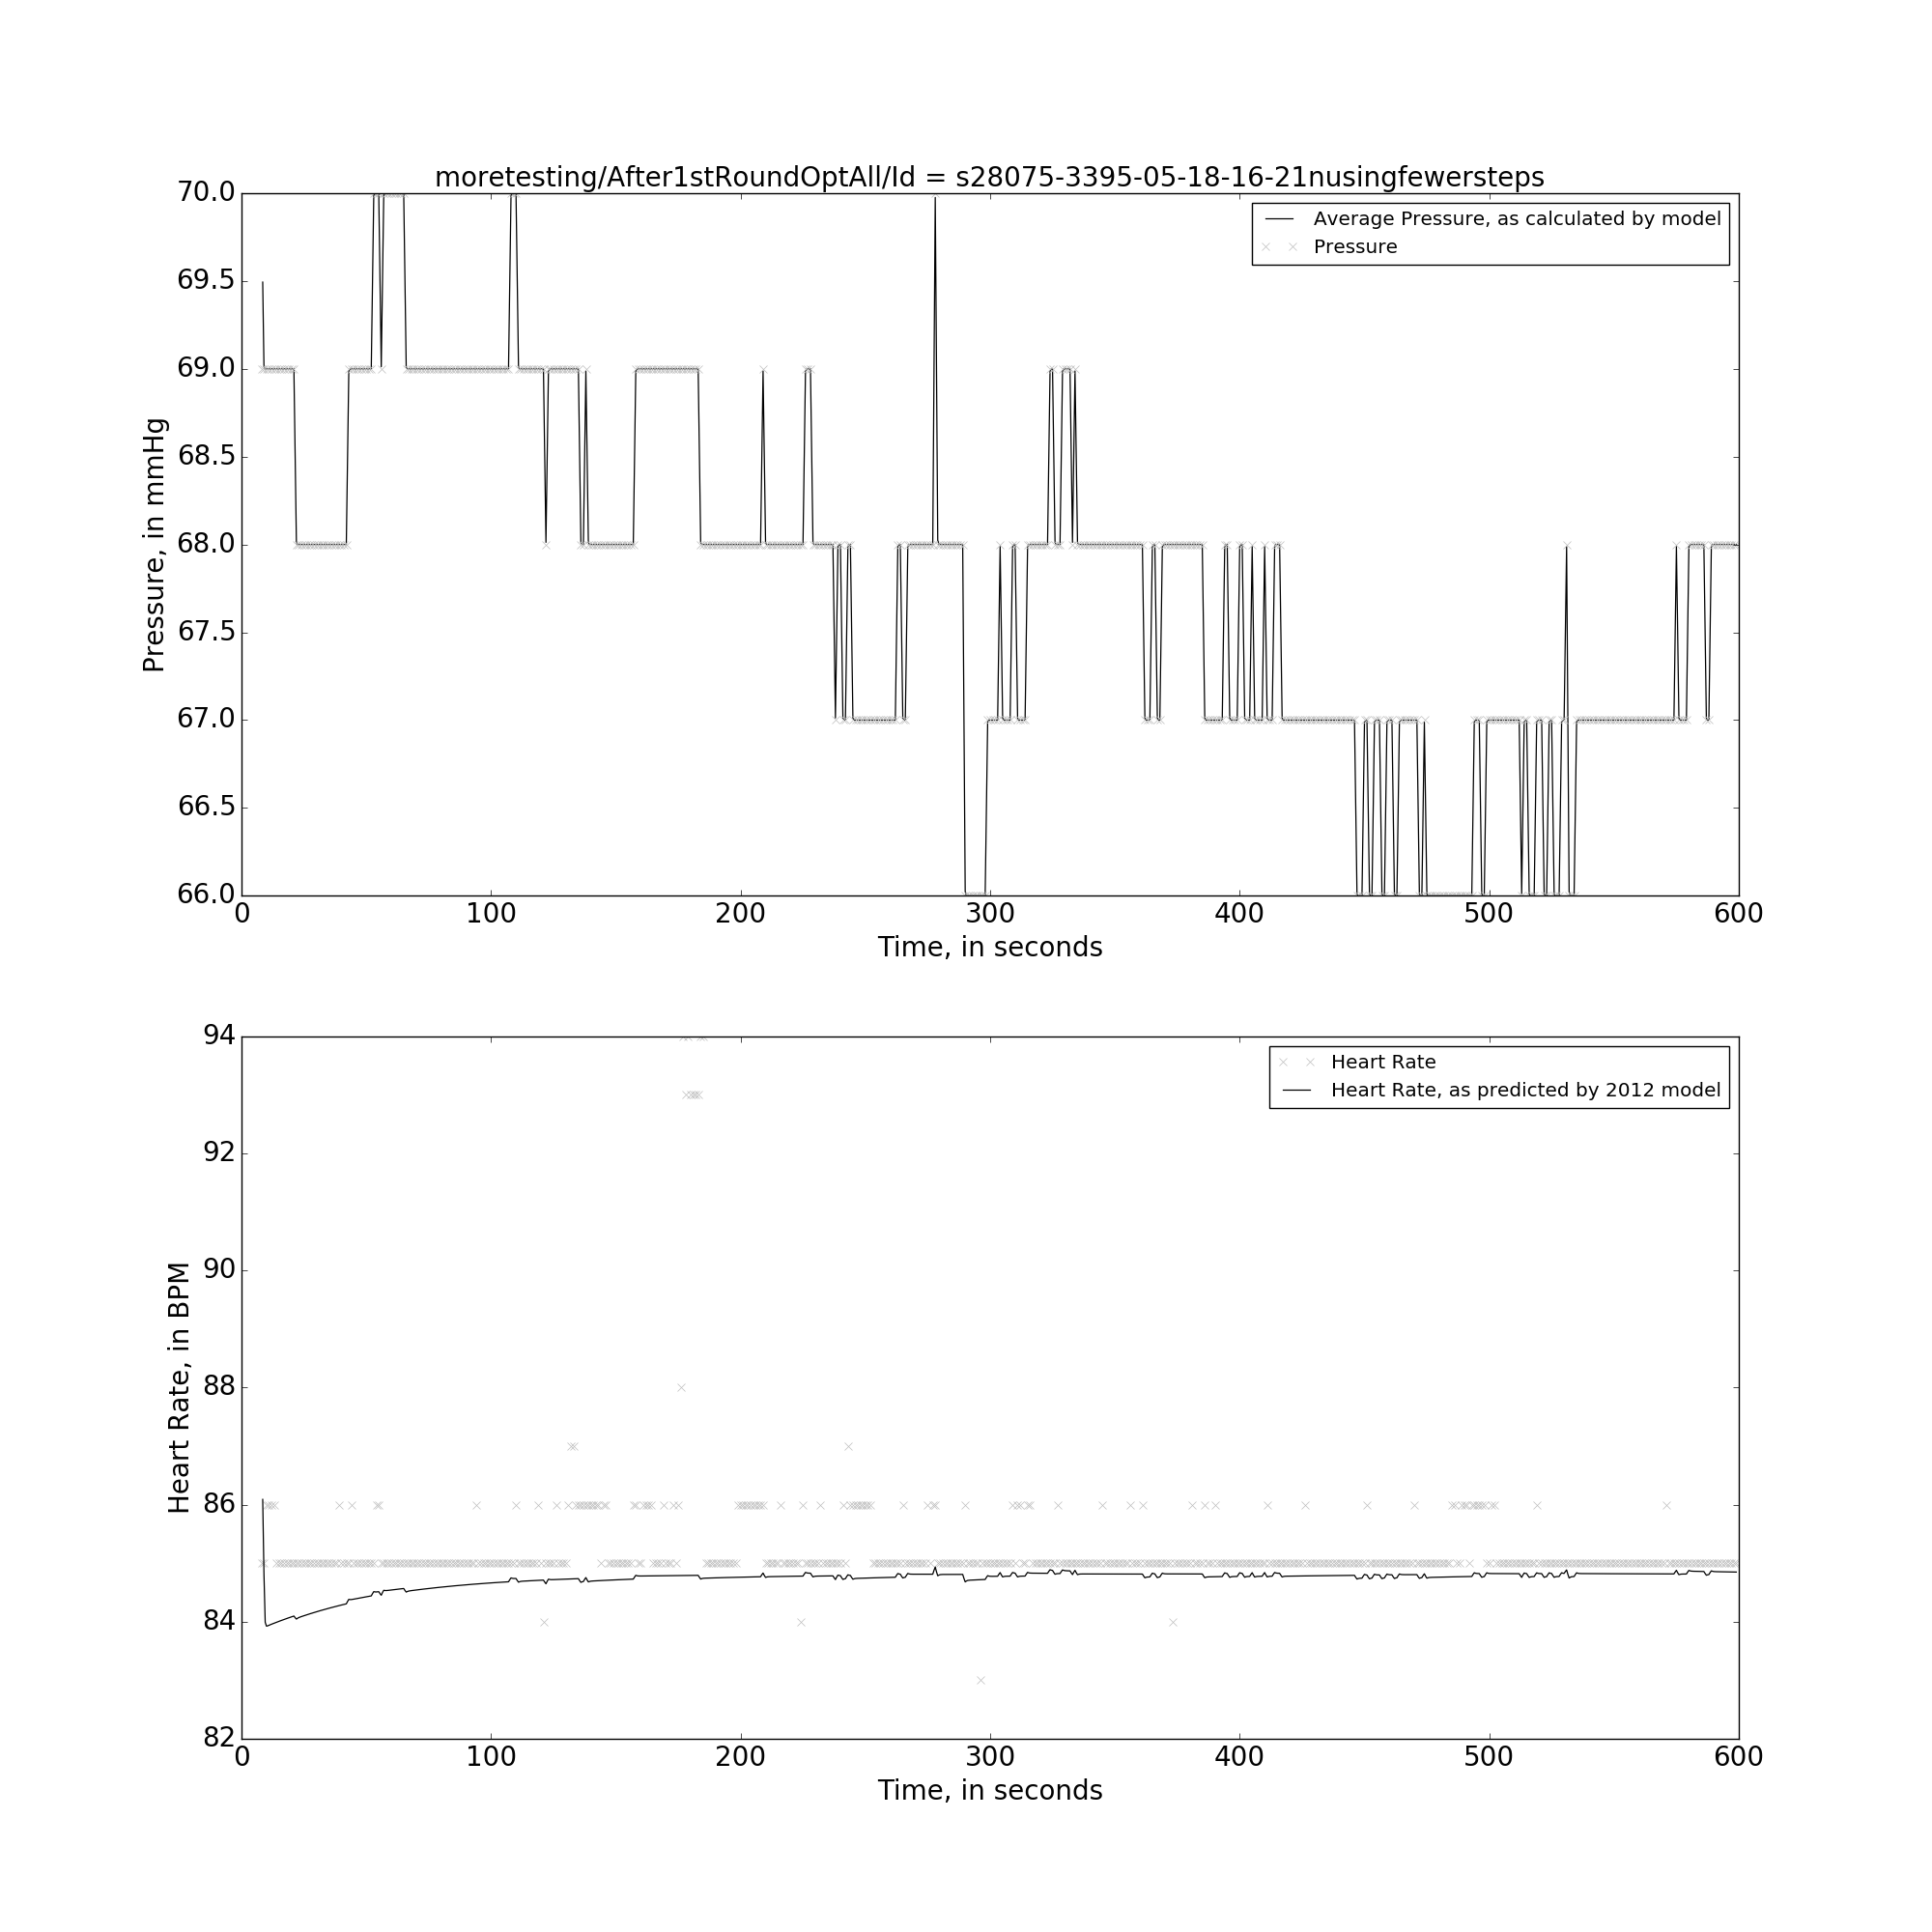 moretesting/After1stRoundOptAll/Id = s28075-3395-05-18-16-21nusingfewersteps
70.0
69.5
69.0
68.5
68.0
67.5
67.0
66.5
66.0
Pressure, in mmHg
Average Pressure, as calculated by model
Pressure
0 100 200 300 400 500 600
Time, in seconds
94
92
90
88
86
84
82
Heart Rate, in BPM
Heart Rate
Heart Rate, as predicted by 2012 model
0 100 200 300 400 500 600
Time, in seconds